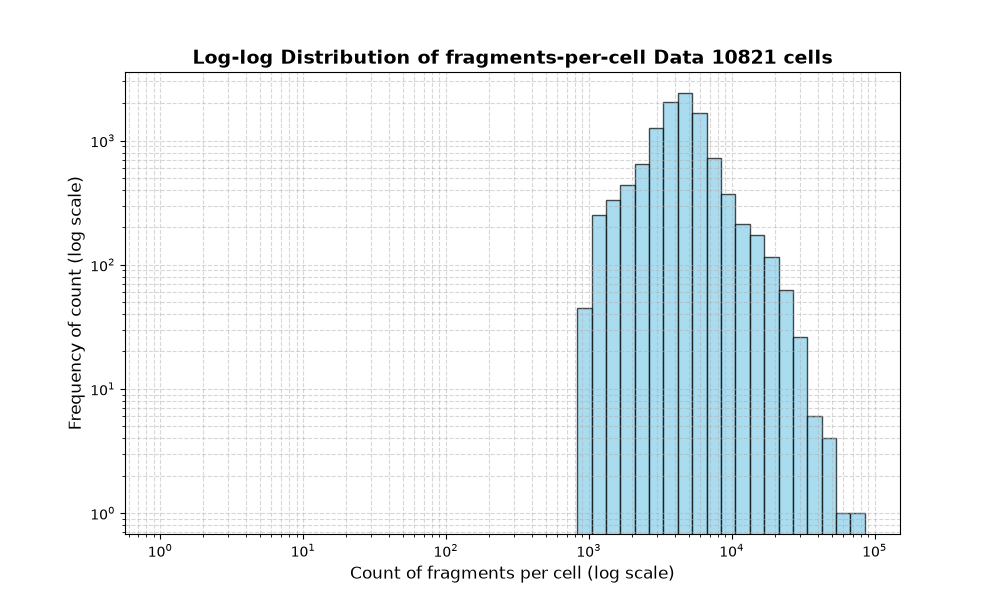 Log-log Distribution of fragments-per-cell Data 10821 cells
Frequency of count (log scale)
10³
10²
10¹
10⁰
10⁰ 10¹ 10² 10³ 10⁴ 10⁵
Count of fragments per cell (log scale)